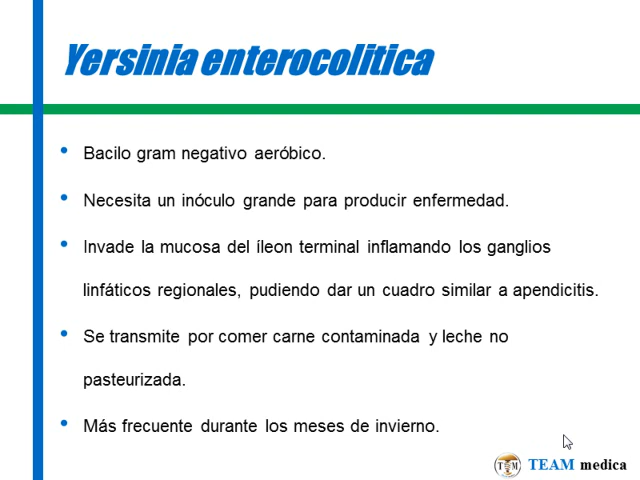 Yersinia enterocolitica
• Bacilo gram negativo aeróbico.
• Necesita un inóculo grande para producir enfermedad.
• Invade la mucosa del íleon terminal inflamando los ganglios
linfáticos regionales, pudiendo dar un cuadro similar a apendicitis.
• Se transmite por comer carne contaminada y leche no
pasteurizada.
• Más frecuente durante los meses de invierno.
TEAM medica